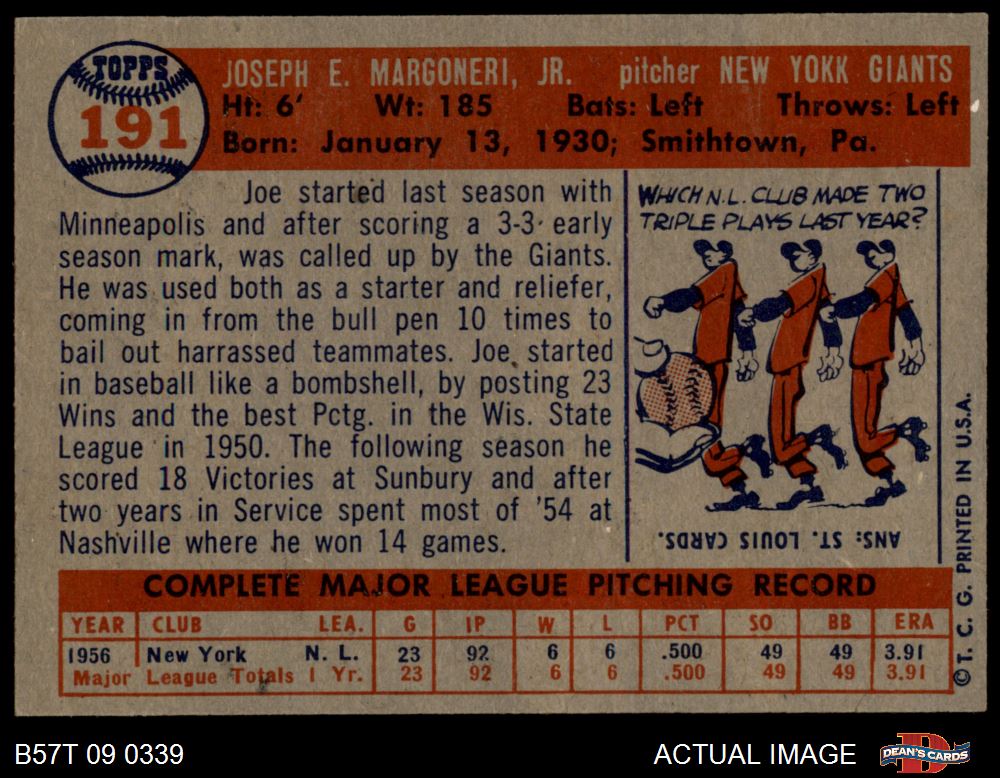 TOPPS
191
JOSEPH E. MARGONERI, JR. pitcher NEW YORK GIANTS
Ht: 6' Wt: 185 Bats: Left Throws: Left
Born: January 13, 1930; Smithtown, Pa.
Joe started last season with
Minneapolis and after scoring a 3-3 early
season mark, was called up by the Giants.
He was used both as a starter and reliefer,
coming in from the bull pen 10 times to
bail out harrassed teammates. Joe started
in baseball like a bombshell, by posting 23
Wins and the best Pctg. in the Wis. State
League in 1950. The following season he
scored 18 Victories at Sunbury and after
two years in Service spent most of '54 at
Nashville where he won 14 games.
WHICH N.L. CLUB MADE TWO
TRIPLE PLAYS LAST YEAR?
ANS: ST. LOUIS CARDS.
COMPLETE MAJOR LEAGUE PITCHING RECORD
YEAR CLUB LEA. G IP W L PCT SO BB ERA
1956 New York N. L. 23 92 6 6 .500 49 49 3.91
Major League Totals 1 Yr. 23 92 6 6 .500 49 49 3.91
© T. C. G. PRINTED IN U.S.A.
B57T 09 0339
ACTUAL IMAGE
DEAN'S CARDS